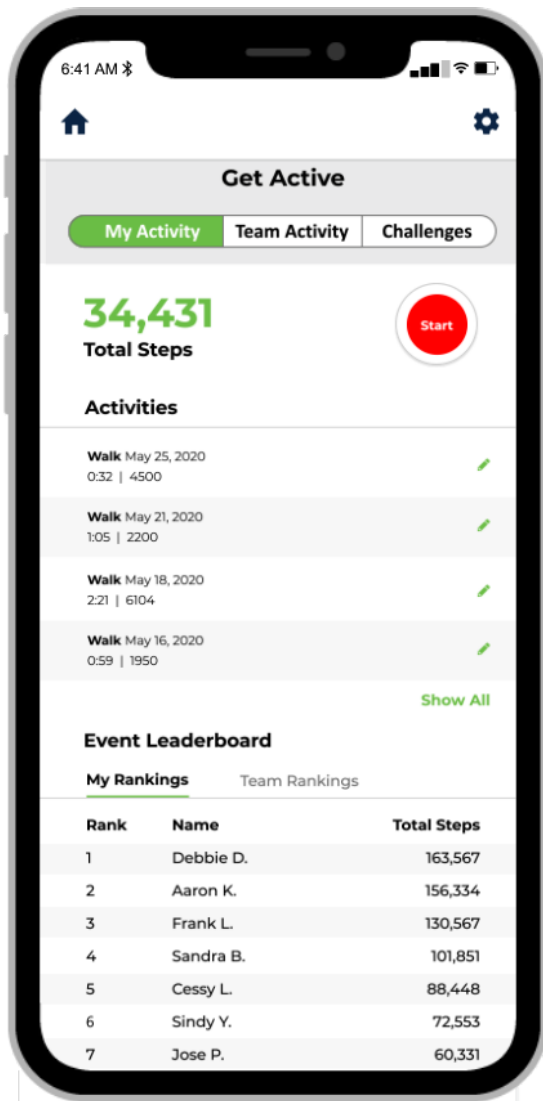 6:41 AM
Get Active
My Activity Team Activity Challenges
34,431
Total Steps
Start
Activities
Walk May 25, 2020
0:32 | 4500
Walk May 21, 2020
1:05 | 2200
Walk May 18, 2020
2:21 | 6104
Walk May 16, 2020
0:59 | 1950
Show All
Event Leaderboard
My Rankings Team Rankings
Rank Name Total Steps
1 Debbie D. 163,567
2 Aaron K. 156,334
3 Frank L. 130,567
4 Sandra B. 101,851
5 Cessy L. 88,448
6 Sindy Y. 72,553
7 Jose P. 60,331